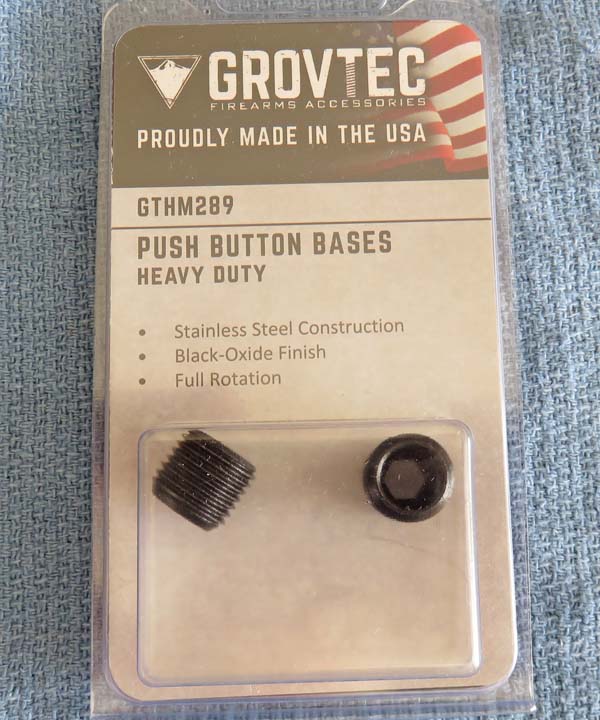 GROVTEC
FIREARMS ACCESSORIES
PROUDLY MADE IN THE USA
GTHM289
PUSH BUTTON BASES
HEAVY DUTY
• Stainless Steel Construction
• Black-Oxide Finish
• Full Rotation